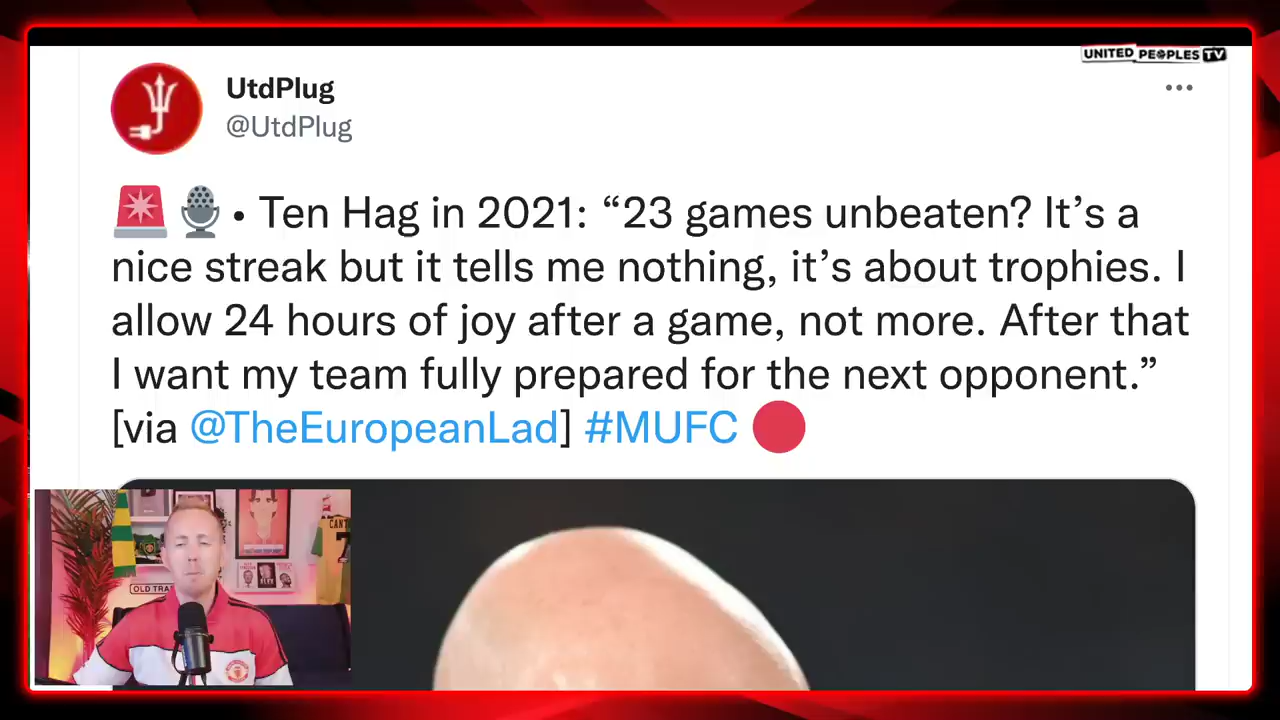 UNITED PEOPLES TV
UtdPlug
@UtdPlug
Ten Hag in 2021: “23 games unbeaten? It’s a
nice streak but it tells me nothing, it’s about trophies. I
allow 24 hours of joy after a game, not more. After that
I want my team fully prepared for the next opponent.”
[via @TheEuropeanLad] #MUFC
CANT
7
OLD TRA